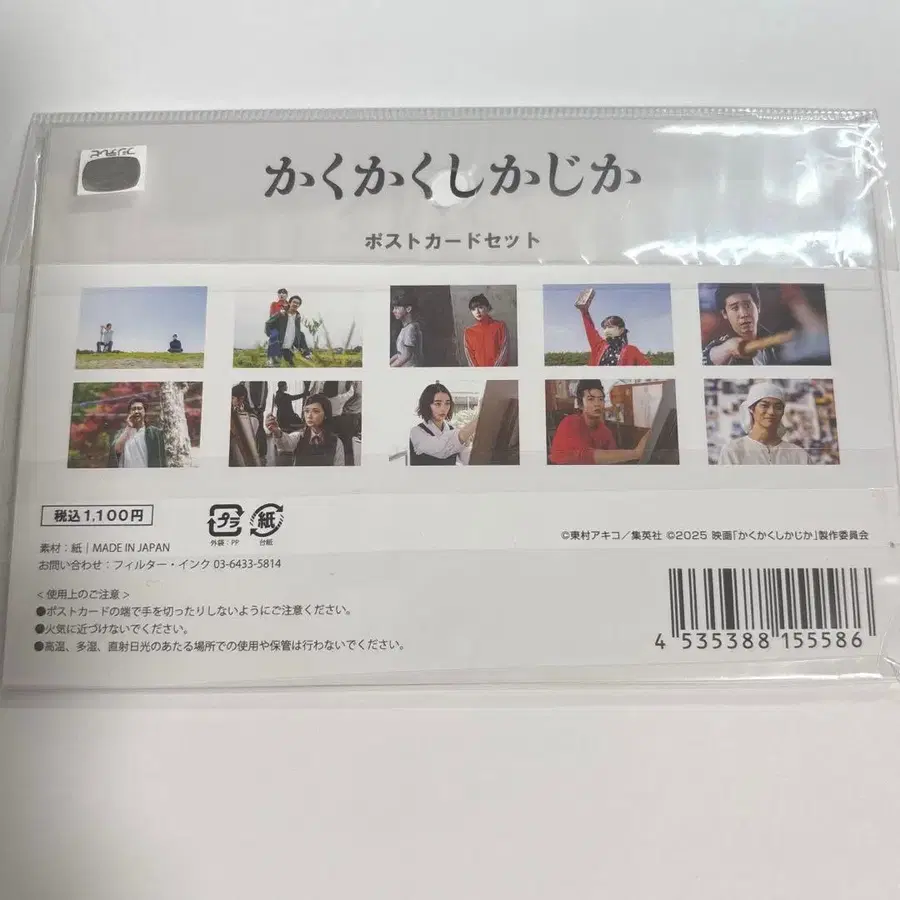 フジテレビ
かくかくしかじか
ポストカードセット
税込1,100円
プラ
外袋：PP
紙
台紙
©東村アキコ／集英社 ©2025 映画「かくかくしかじか」製作委員会
素材：紙｜MADE IN JAPAN
お問い合わせ：フィルター・インク 03-6433-5814
＜使用上のご注意＞
●ポストカードの端で手を切ったりしないようにご注意ください。
●火気に近づけないでください。
●高温、多湿、直射日光のあたる場所での使用や保管は行わないでください。
4 535388 155586